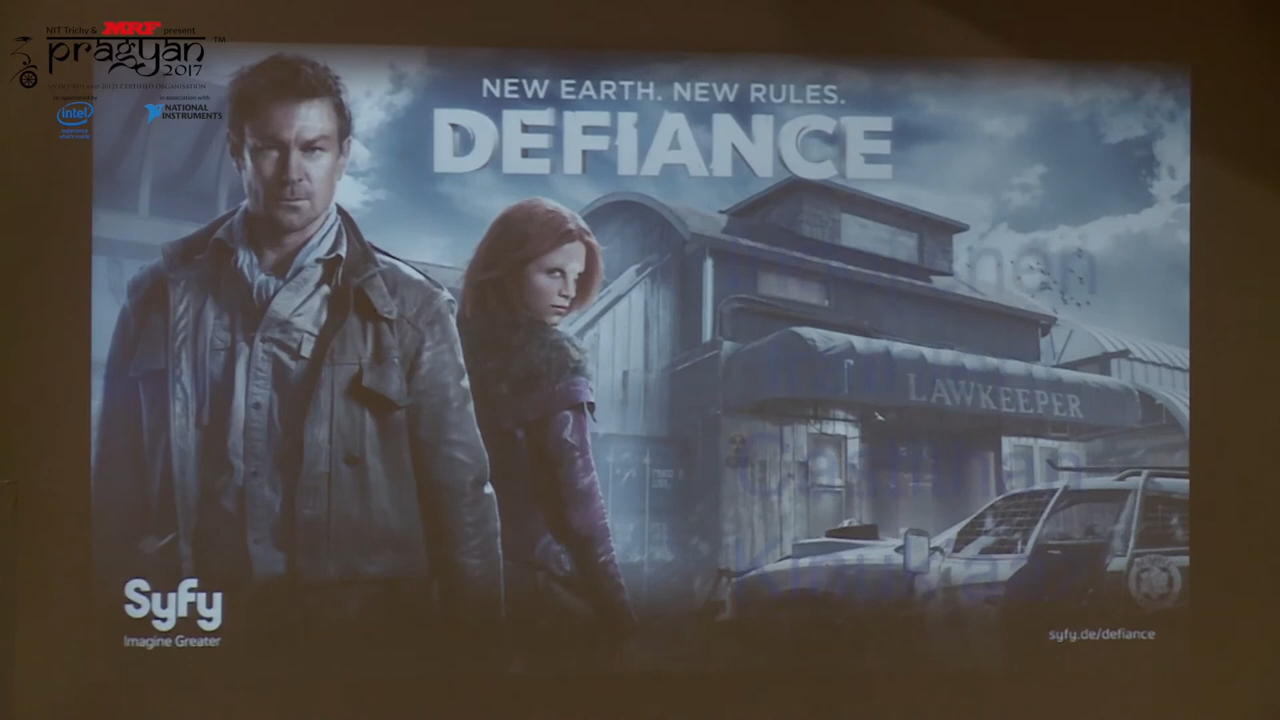 NIT Trichy & MRF present
pragyan™
2017
intel
in association with
NATIONAL
INSTRUMENTS
NEW EARTH. NEW RULES.
DEFIANCE
LAWKEEPER
Syfy
Imagine Greater
syfy.de/defiance